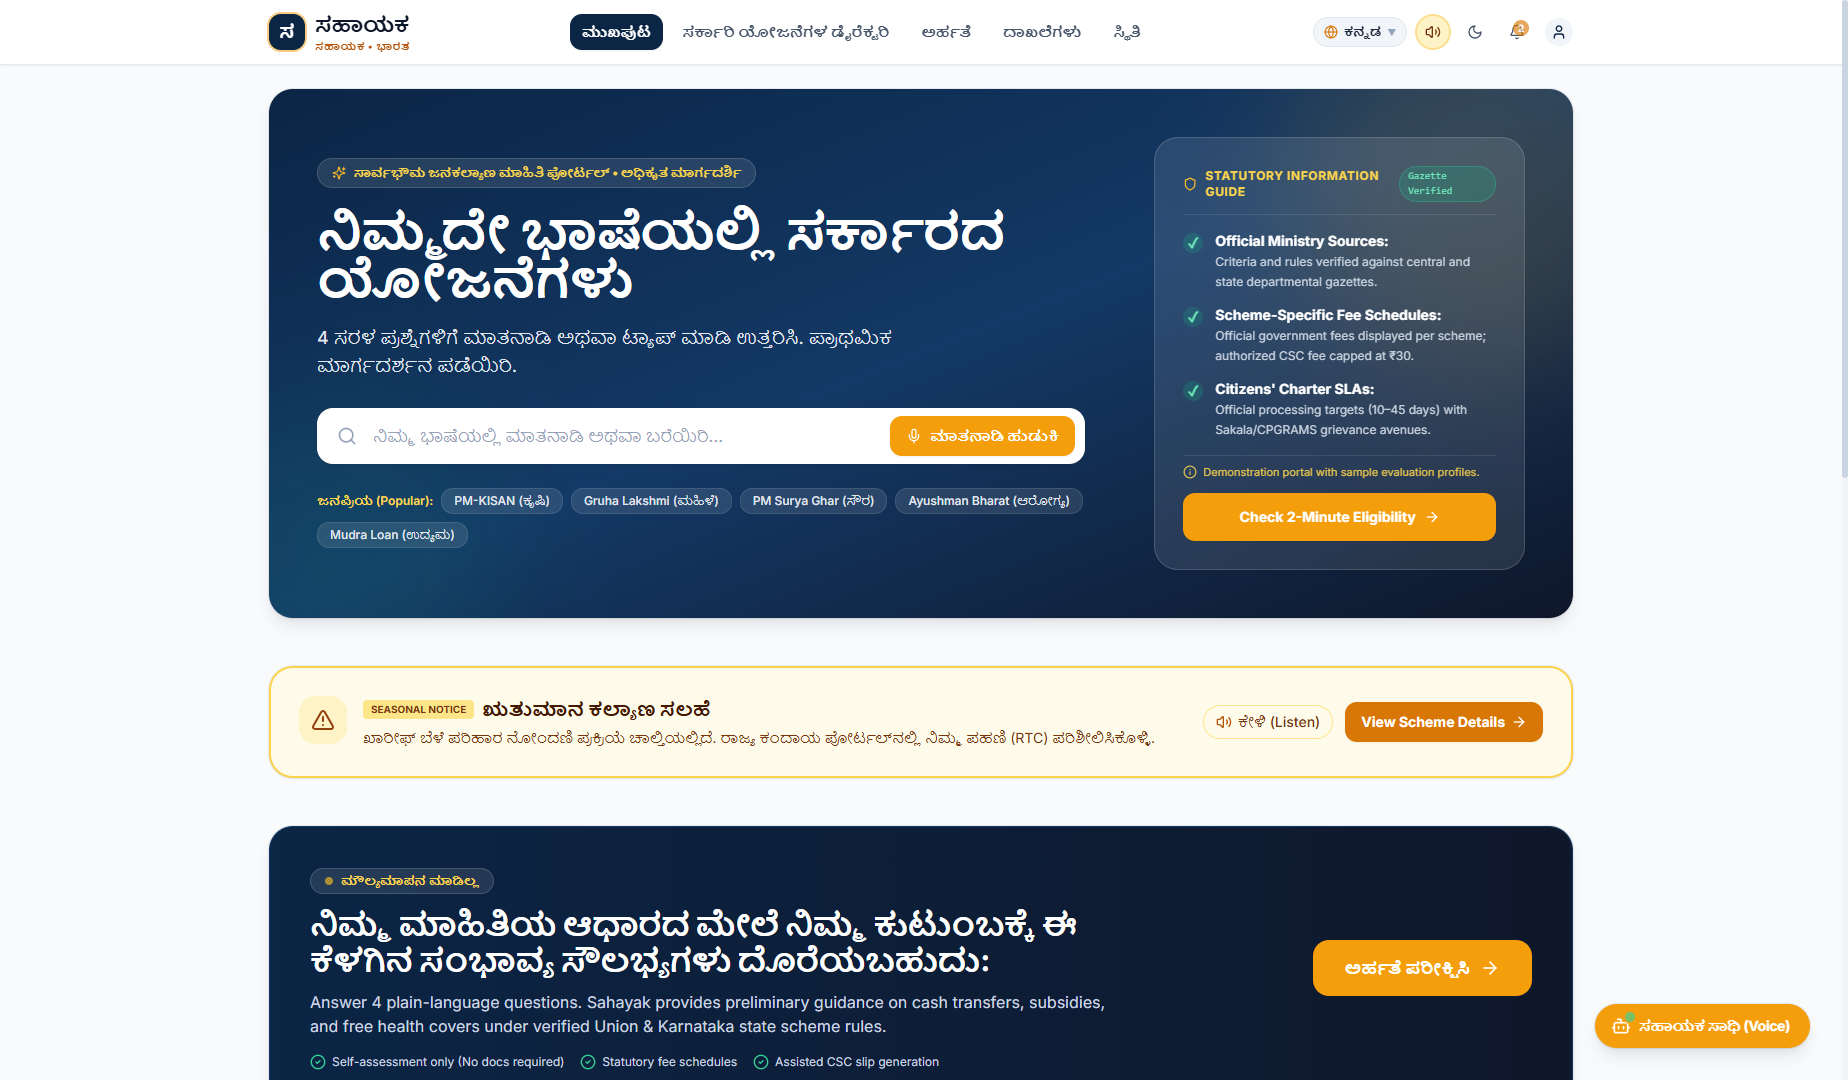 ಸ
ಸಹಾಯಕ
ಸಹಾಯಕ • ಭಾರತ
ಮುಖಪುಟ
ಸರ್ಕಾರಿ ಯೋಜನೆಗಳ ಡೈರೆಕ್ಟರಿ
ಅರ್ಹತೆ
ದಾಖಲೆಗಳು
ಸ್ಥಿತಿ
ಕನ್ನಡ ▼
2
ಸಾರ್ವಭೌಮ ಜನಕಲ್ಯಾಣ ಮಾಹಿತಿ ಪೋರ್ಟಲ್ • ಅಧಿಕೃತ ಮಾರ್ಗದರ್ಶಿ
ನಿಮ್ಮದೇ ಭಾಷೆಯಲ್ಲಿ ಸರ್ಕಾರದ
ಯೋಜನೆಗಳು
4 ಸರಳ ಪ್ರಶ್ನೆಗಳಿಗೆ ಮಾತನಾಡಿ ಅಥವಾ ಟ್ಯಾಪ್ ಮಾಡಿ ಉತ್ತರಿಸಿ. ಪ್ರಾಥಮಿಕ
ಮಾರ್ಗದರ್ಶನ ಪಡೆಯಿರಿ.
ನಿಮ್ಮ ಭಾಷೆಯಲ್ಲಿ ಮಾತನಾಡಿ ಅಥವಾ ಬರೆಯಿರಿ...
ಮಾತನಾಡಿ ಹುಡುಕಿ
ಜನಪ್ರಿಯ (Popular):
PM-KISAN (ಕೃಷಿ)
Gruha Lakshmi (ಮಹಿಳೆ)
PM Surya Ghar (ಸೌರ)
Ayushman Bharat (ಆರೋಗ್ಯ)
Mudra Loan (ಉದ್ಯಮ)
STATUTORY INFORMATION
GUIDE
Gazette
Verified
Official Ministry Sources:
Criteria and rules verified against central and
state departmental gazettes.
Scheme-Specific Fee Schedules:
Official government fees displayed per scheme;
authorized CSC fee capped at ₹30.
Citizens' Charter SLAs:
Official processing targets (10–45 days) with
Sakala/CPGRAMS grievance avenues.
Demonstration portal with sample evaluation profiles.
Check 2-Minute Eligibility →
SEASONAL NOTICE
ಋತುಮಾನ ಕಲ್ಯಾಣ ಸಲಹೆ
ಖಾರೀಫ್ ಬೆಳೆ ಪರಿಹಾರ ನೋಂದಣಿ ಪ್ರಕ್ರಿಯೆ ಚಾಲ್ತಿಯಲ್ಲಿದೆ. ರಾಜ್ಯ ಕಂದಾಯ ಪೋರ್ಟಲ್‌ನಲ್ಲಿ ನಿಮ್ಮ ಪಹಣಿ (RTC) ಪರಿಶೀಲಿಸಿಕೊಳ್ಳಿ.
ಕೇಳಿ (Listen)
View Scheme Details →
ಮೌಲ್ಯಮಾಪನ ಮಾಡಿಲ್ಲ
ನಿಮ್ಮ ಮಾಹಿತಿಯ ಆಧಾರದ ಮೇಲೆ ನಿಮ್ಮ ಕುಟುಂಬಕ್ಕೆ ಈ
ಕೆಳಗಿನ ಸಂಭಾವ್ಯ ಸೌಲಭ್ಯಗಳು ದೊರೆಯಬಹುದು:
Answer 4 plain-language questions. Sahayak provides preliminary guidance on cash transfers, subsidies,
and free health covers under verified Union & Karnataka state scheme rules.
Self-assessment only (No docs required)
Statutory fee schedules
Assisted CSC slip generation
ಅರ್ಹತೆ ಪರೀಕ್ಷಿಸಿ →
ಸಹಾಯಕ ಸಾಥಿ (Voice)